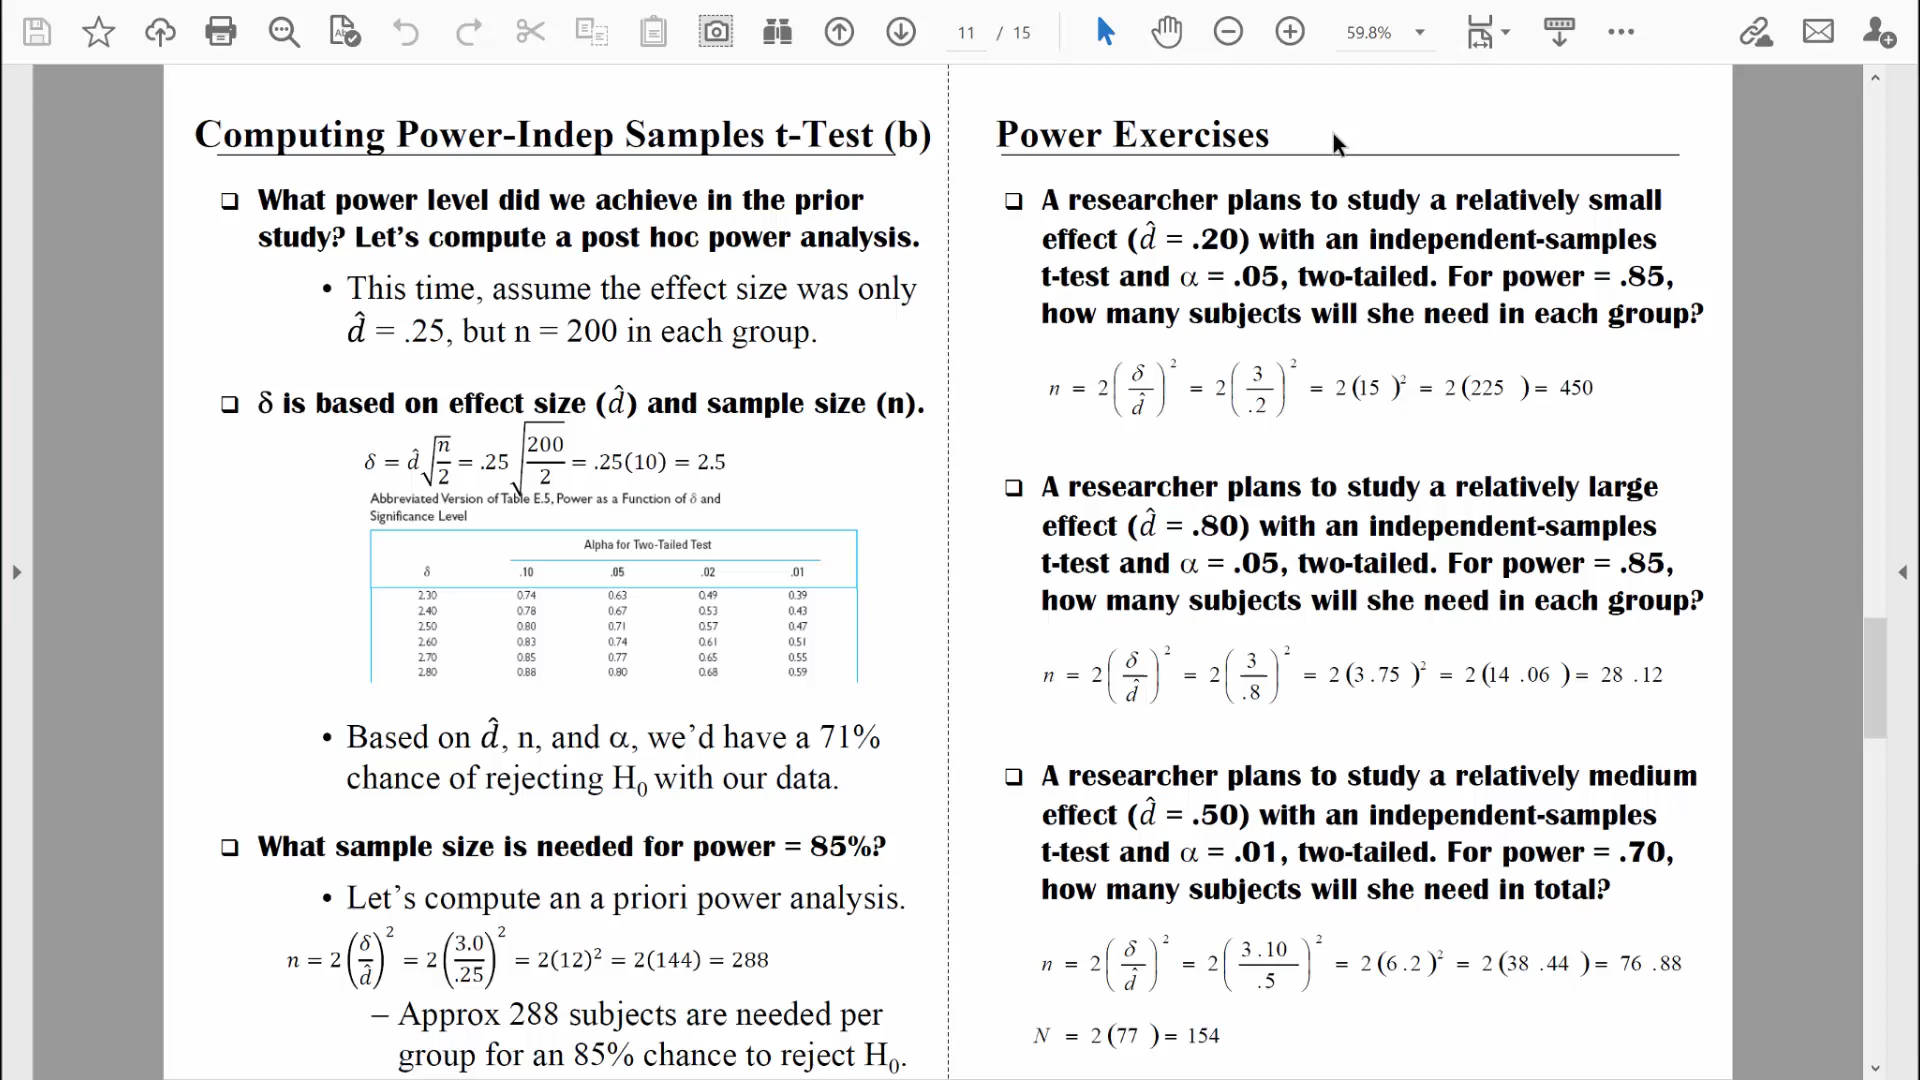 11 / 15
59.8%
Computing Power-Indep Samples t-Test (b)
❑ What power level did we achieve in the prior
study? Let's compute a post hoc power analysis.
• This time, assume the effect size was only
d̂ = .25, but n = 200 in each group.
❑ δ is based on effect size (d̂) and sample size (n).
δ = d̂√(n/2) = .25 √(200/2) = .25(10) = 2.5
Abbreviated Version of Table E.5, Power as a Function of δ and
Significance Level
Alpha for Two-Tailed Test
δ .10 .05 .02 .01
2.30 0.74 0.63 0.49 0.39
2.40 0.78 0.67 0.53 0.43
2.50 0.80 0.71 0.57 0.47
2.60 0.83 0.74 0.61 0.51
2.70 0.85 0.77 0.65 0.55
2.80 0.88 0.80 0.68 0.59
• Based on d̂, n, and α, we'd have a 71%
chance of rejecting H₀ with our data.
❑ What sample size is needed for power = 85%?
• Let's compute an a priori power analysis.
n = 2(δ/d̂)² = 2(3.0/.25)² = 2(12)² = 2(144) = 288
– Approx 288 subjects are needed per
group for an 85% chance to reject H₀.
Power Exercises
❑ A researcher plans to study a relatively small
effect (d̂ = .20) with an independent-samples
t-test and α = .05, two-tailed. For power = .85,
how many subjects will she need in each group?
n = 2(δ/d̂)² = 2(3/.2)² = 2(15)² = 2(225) = 450
❑ A researcher plans to study a relatively large
effect (d̂ = .80) with an independent-samples
t-test and α = .05, two-tailed. For power = .85,
how many subjects will she need in each group?
n = 2(δ/d̂)² = 2(3/.8)² = 2(3.75)² = 2(14.06) = 28.12
❑ A researcher plans to study a relatively medium
effect (d̂ = .50) with an independent-samples
t-test and α = .01, two-tailed. For power = .70,
how many subjects will she need in total?
n = 2(δ/d̂)² = 2(3.10/.5)² = 2(6.2)² = 2(38.44) = 76.88
N = 2(77) = 154